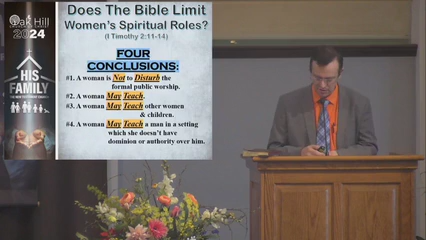 Oak Hill
2024
HIS
FAMILY
Does The Bible Limit
Women's Spiritual Roles?
(I Timothy 2:11-14)
FOUR
CONCLUSIONS:
#1. A woman is Not to Disturb the
formal public worship.
#2. A woman May Teach.
#3. A woman May Teach other women
& children.
#4. A woman May Teach a man in a setting
which she doesn't have
dominion or authority over him.